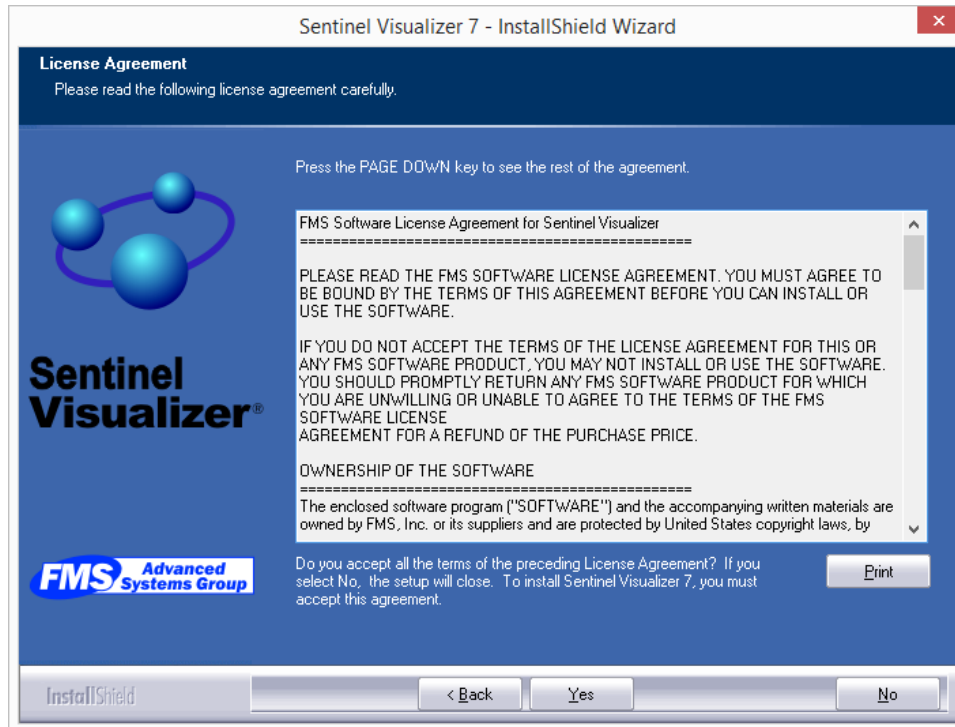 Sentinel Visualizer 7 - InstallShield Wizard
License Agreement
Please read the following license agreement carefully.
Press the PAGE DOWN key to see the rest of the agreement.
FMS Software License Agreement for Sentinel Visualizer
================================================
PLEASE READ THE FMS SOFTWARE LICENSE AGREEMENT. YOU MUST AGREE TO
BE BOUND BY THE TERMS OF THIS AGREEMENT BEFORE YOU CAN INSTALL OR
USE THE SOFTWARE.
IF YOU DO NOT ACCEPT THE TERMS OF THE LICENSE AGREEMENT FOR THIS OR
ANY FMS SOFTWARE PRODUCT, YOU MAY NOT INSTALL OR USE THE SOFTWARE.
YOU SHOULD PROMPTLY RETURN ANY FMS SOFTWARE PRODUCT FOR WHICH
YOU ARE UNWILLING OR UNABLE TO AGREE TO THE TERMS OF THE FMS
SOFTWARE LICENSE
AGREEMENT FOR A REFUND OF THE PURCHASE PRICE.
OWNERSHIP OF THE SOFTWARE
================================================
The enclosed software program ("SOFTWARE") and the accompanying written materials are
owned by FMS, Inc. or its suppliers and are protected by United States copyright laws, by
Sentinel
Visualizer®
FMS Advanced
Systems Group
Do you accept all the terms of the preceding License Agreement? If you
select No, the setup will close. To install Sentinel Visualizer 7, you must
accept this agreement.
Print
InstallShield
< Back
Yes
No